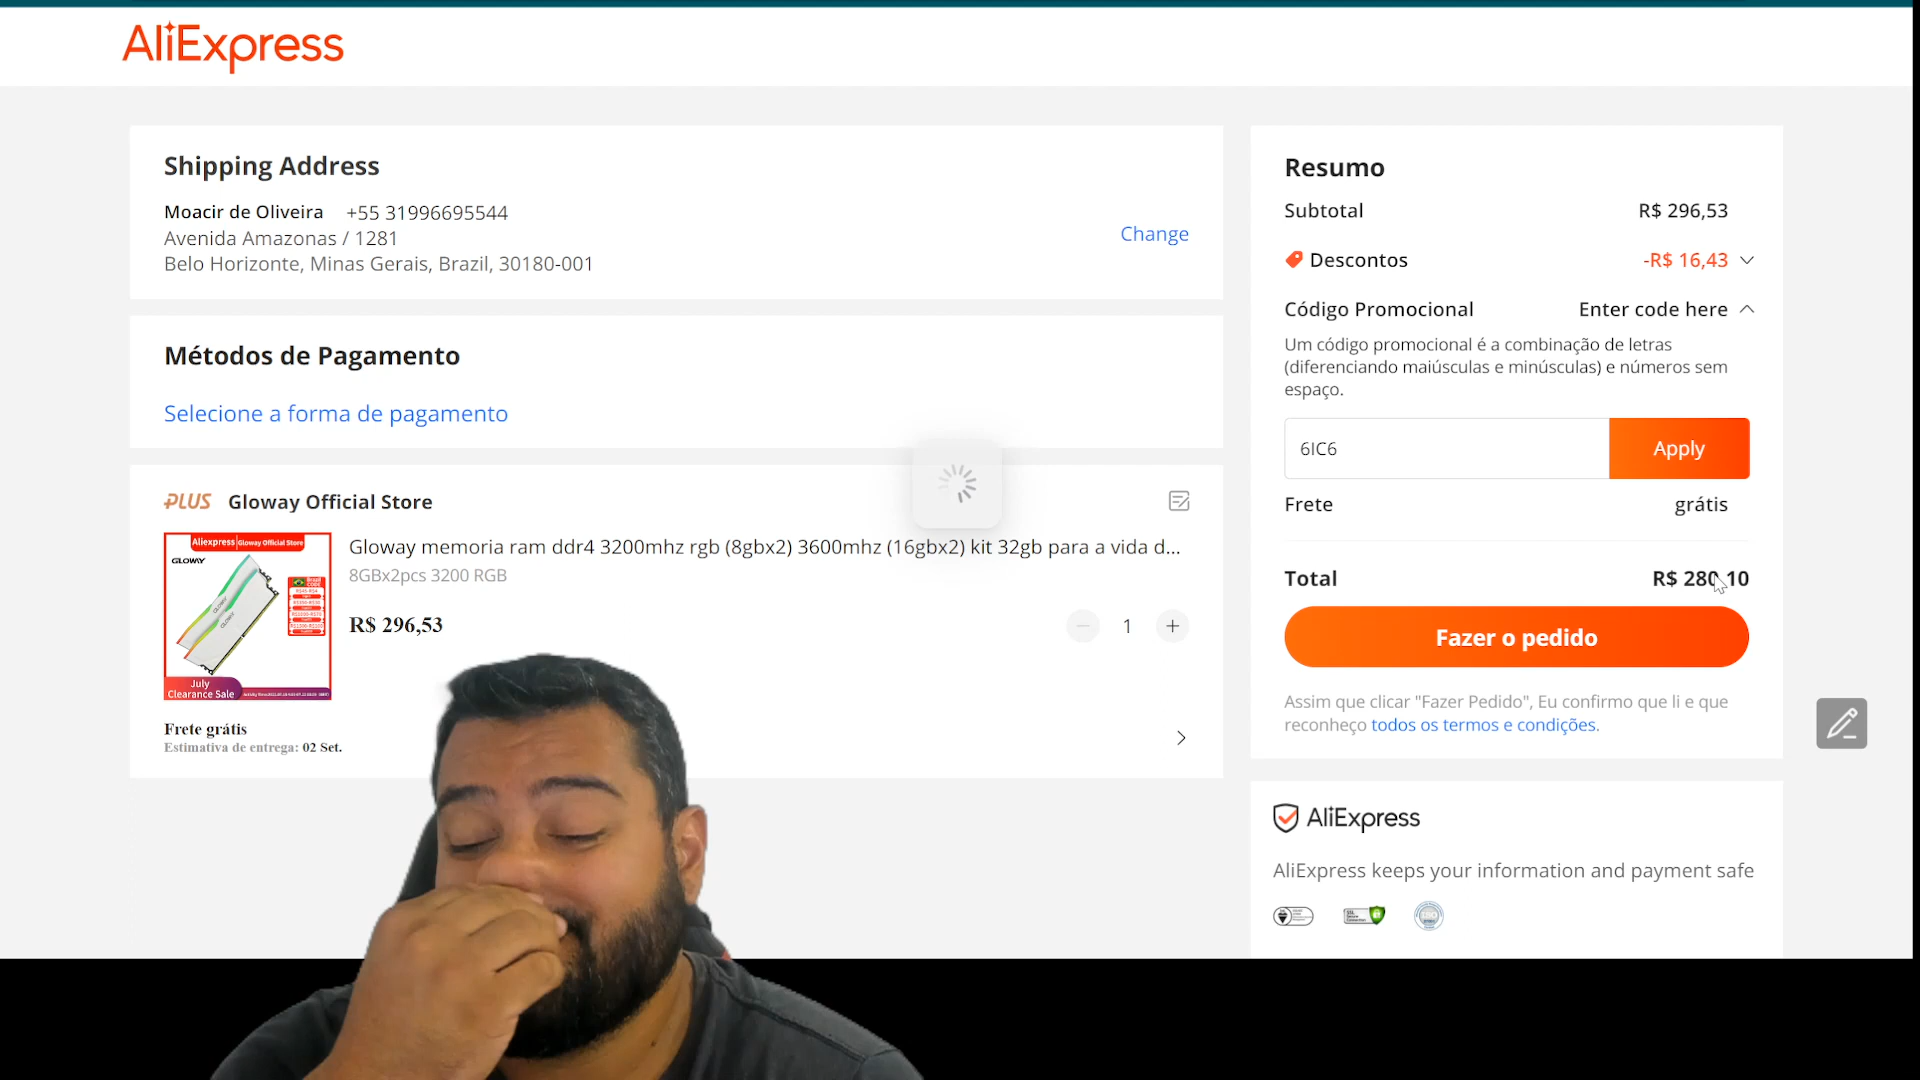 AliExpress
Shipping Address
Moacir de Oliveira +55 31996695544
Avenida Amazonas / 1281
Belo Horizonte, Minas Gerais, Brazil, 30180-001
Change
Métodos de Pagamento
Selecione a forma de pagamento
PLUS Gloway Official Store
Aliexpress Gloway Official Store
GLOWAY
July
Clearance Sale
Gloway memoria ram ddr4 3200mhz rgb (8gbx2) 3600mhz (16gbx2) kit 32gb para a vida d...
8GBx2pcs 3200 RGB
R$ 296,53
1
Frete grátis
Estimativa de entrega: 02 Set.
Resumo
Subtotal R$ 296,53
Descontos -R$ 16,43
Código Promocional Enter code here
Um código promocional é a combinação de letras
(diferenciando maiúsculas e minúsculas) e números sem
espaço.
6IC6 Apply
Frete grátis
Total R$ 280,10
Fazer o pedido
Assim que clicar "Fazer Pedido", Eu confirmo que li e que
reconheço todos os termos e condições.
AliExpress
AliExpress keeps your information and payment safe